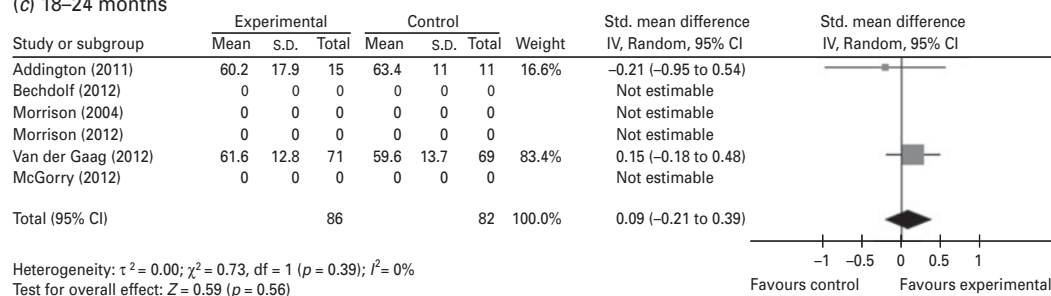 (c) 18–24 months
Experimental Control Std. mean difference Std. mean difference
Study or subgroup Mean S.D. Total Mean S.D. Total Weight IV, Random, 95% CI IV, Random, 95% CI
Addington (2011) 60.2 17.9 15 63.4 11 11 16.6% –0.21 (–0.95 to 0.54)
Bechdolf (2012) 0 0 0 0 0 0 Not estimable
Morrison (2004) 0 0 0 0 0 0 Not estimable
Morrison (2012) 0 0 0 0 0 0 Not estimable
Van der Gaag (2012) 61.6 12.8 71 59.6 13.7 69 83.4% 0.15 (–0.18 to 0.48)
McGorry (2012) 0 0 0 0 0 0 Not estimable
Total (95% CI) 86 82 100.0% 0.09 (–0.21 to 0.39)
–1 –0.5 0 0.5 1
Heterogeneity: τ² = 0.00; χ² = 0.73, df = 1 (p = 0.39); I² = 0%
Test for overall effect: Z = 0.59 (p = 0.56)
Favours control Favours experimental